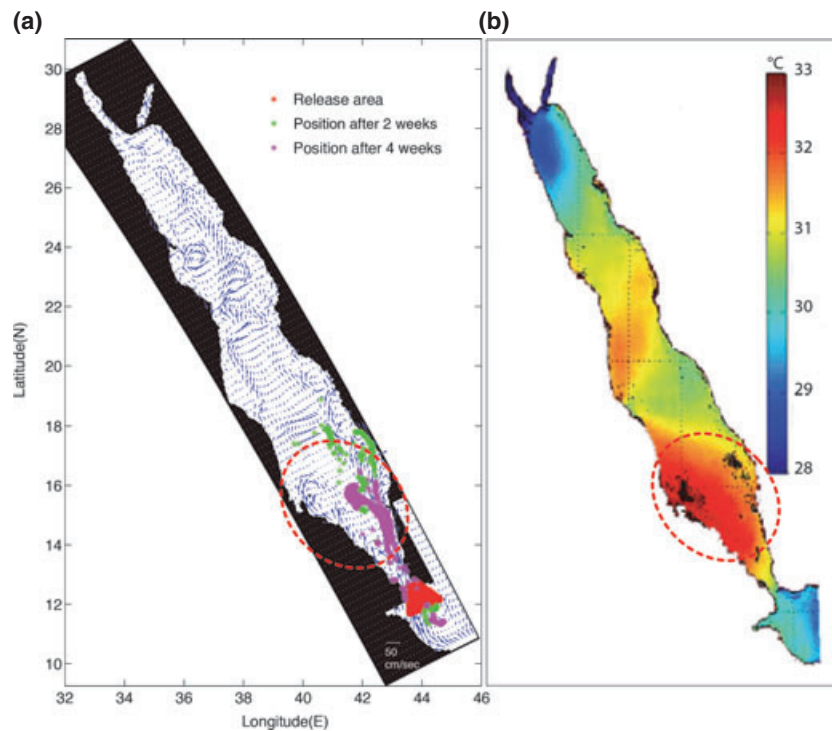 (a)
(b)
Release area
Position after 2 weeks
Position after 4 weeks
30
28
26
24
22
20
18
16
14
12
10
Latitude(N)
50
cm/sec
32
34
36
38
40
42
44
46
Longitude(E)
°C
33
32
31
30
29
28